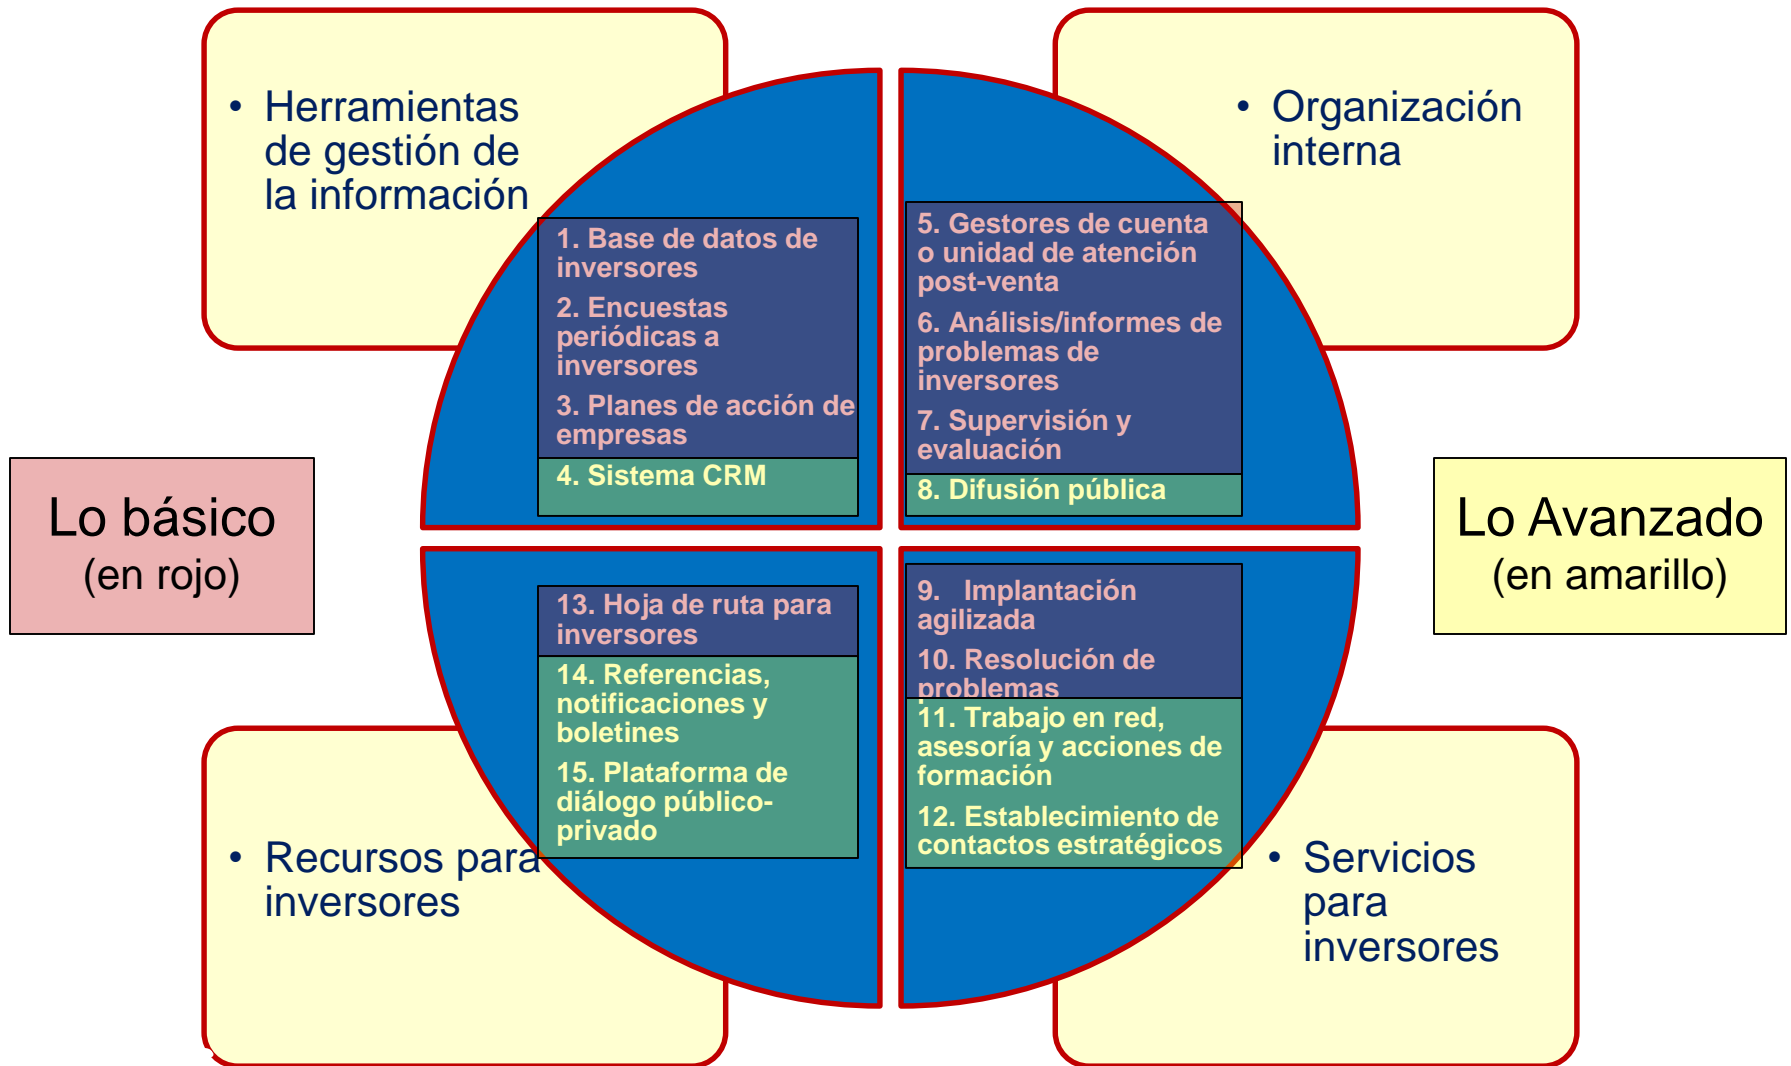 • Herramientas
de gestión de
la información
• Organización
interna
1. Base de datos de
inversores
2. Encuestas
periódicas a
inversores
3. Planes de acción de
empresas
4. Sistema CRM
5. Gestores de cuenta
o unidad de atención
post-venta
6. Análisis/informes de
problemas de
inversores
7. Supervisión y
evaluación
8. Difusión pública
Lo básico
(en rojo)
Lo Avanzado
(en amarillo)
13. Hoja de ruta para
inversores
14. Referencias,
notificaciones y
boletines
15. Plataforma de
diálogo público-
privado
9. Implantación
agilizada
10. Resolución de
problemas
11. Trabajo en red,
asesoría y acciones de
formación
12. Establecimiento de
contactos estratégicos
• Recursos para
inversores
• Servicios
para
inversores